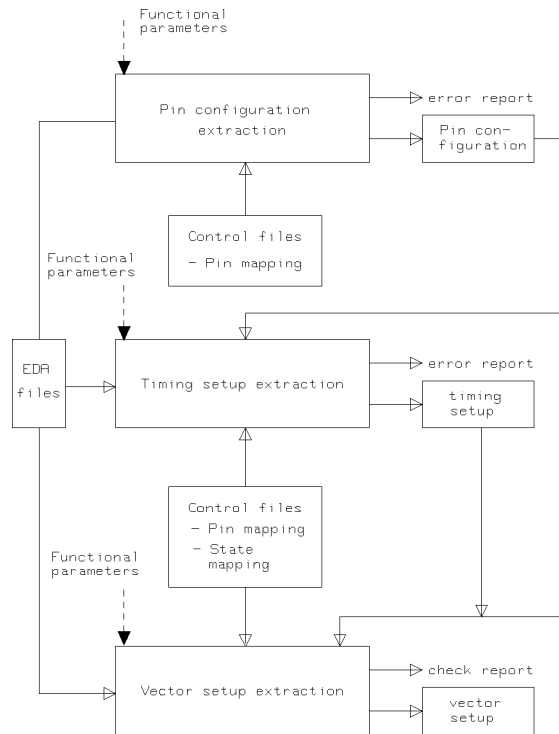 Functional
parameters
Pin configuration
extraction
error report
Pin con-
figuration
Control files
- Pin mapping
Functional
parameters
EDA
files
Timing setup extraction
error report
timing
setup
Control files
- Pin mapping
- State
mapping
Functional
parameters
Vector setup extraction
check report
vector
setup